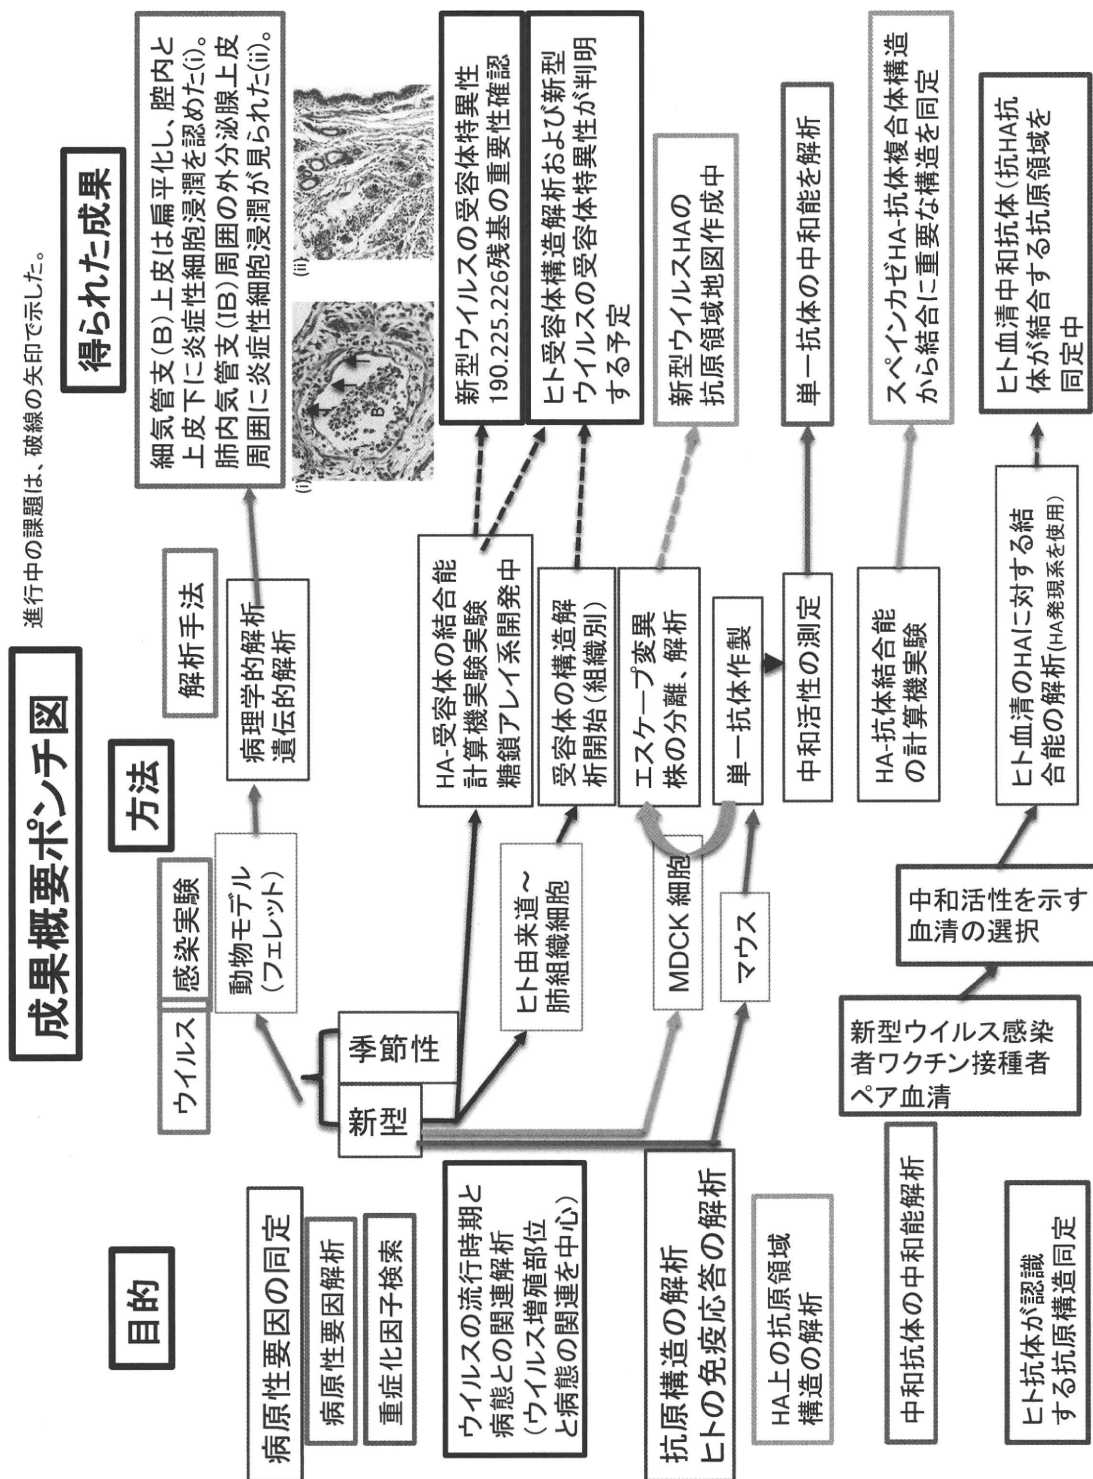 成果概要ポンチ図
進行中の課題は、破線の矢印で示した。
目的
方法
得られた成果
病原性要因の同定
病原性要因解析
重症化因子検索
ウイルスの流行時期と
病態との関連解析
(ウイルス増殖部位
と病態の関連を中心)
抗原構造の解析
ヒトの免疫応答の解析
HA上の抗原領域
構造の解析
中和抗体の中和能解析
ヒト抗体が認識
する抗原構造同定
ウイルス
感染実験
解析手法
動物モデル
(フェレット)
病理学的解析
遺伝的解析
新型
季節性
HA-受容体の結合能
計算機実験実験
糖鎖アレイ系開発中
ヒト由来道~
肺組織細胞
受容体の構造解
析開始(組織別)
MDCK 細胞
エスケープ変異
株の分離、解析
マウス
単一抗体作製
中和活性の測定
HA-抗体結合能
の計算機実験
新型ウイルス感染
者ワクチン接種者
ペア血清
中和活性を示す
血清の選択
ヒト血清のHAに対する結
合能の解析(HA発現系を使用)
細気管支(B)上皮は扁平化し、腔内と
上皮下に炎症性細胞浸潤を認めた(i)。
肺内気管支(IB)周囲の外分泌腺上皮
周囲に炎症性細胞浸潤が見られた(ii)。
(i)
B
(ii)
新型ウイルスの受容体特異性
190.225.226残基の重要性確認
ヒト受容体構造解析および新型
ウイルスの受容体特異性が判明
する予定
新型ウイルスHAの
抗原領域地図作成中
単一抗体の中和能を解析
スペインカゼHA-抗体複合体構造
から結合に重要な構造を同定
ヒト血清中和抗体(抗HA抗
体が結合する抗原領域を
同定中